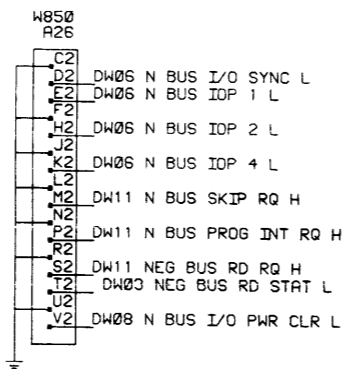 W850
A26
C2
D2 DW06 N BUS I/O SYNC L
E2 DW06 N BUS IOP 1 L
F2
H2 DW06 N BUS IOP 2 L
J2
K2 DW06 N BUS IOP 4 L
L2
M2 DW11 N BUS SKIP RQ H
N2
P2 DW11 N BUS PROG INT RQ H
R2
S2 DW11 NEG BUS RD RQ H
T2 DW03 NEG BUS RD STAT L
U2
V2 DW08 N BUS I/O PWR CLR L